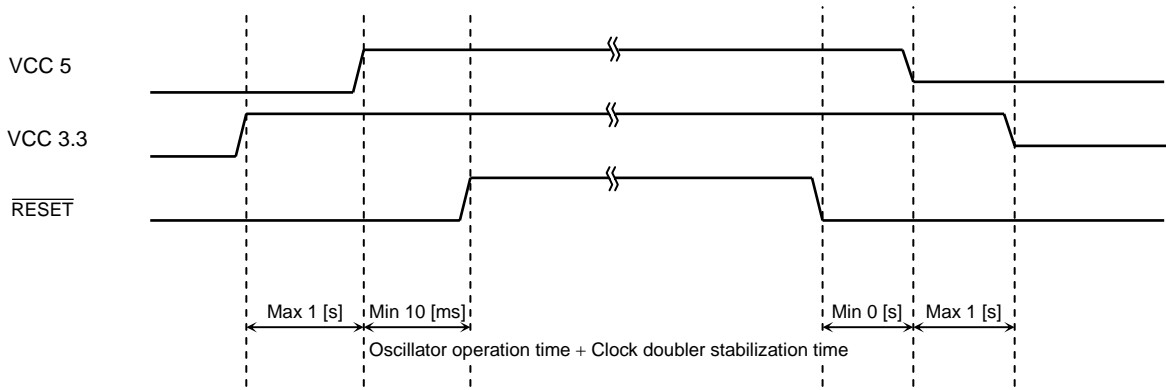 VCC 5
VCC 3.3
RESET
Max 1 [s] Min 10 [ms] Min 0 [s] Max 1 [s]
Oscillator operation time + Clock doubler stabilization time